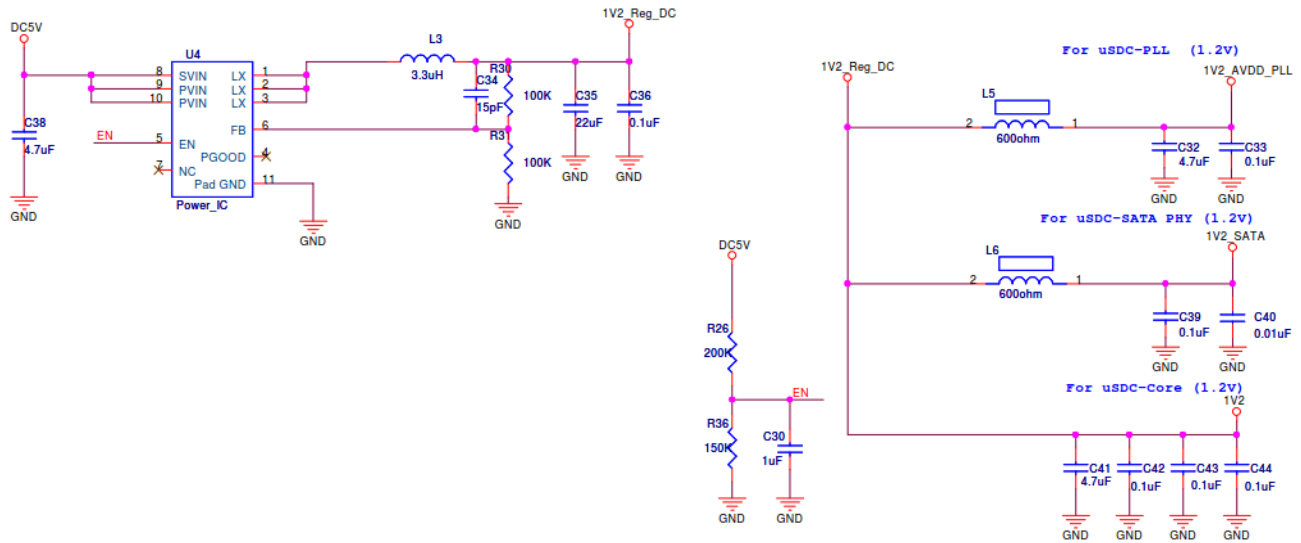 DC5V
C38
4.7uF
GND
U4
8 SVIN LX 1
9 PVIN LX 2
10 PVIN LX 3
FB 6
EN
5 EN
PGOOD 4
7 NC
Pad GND 11
Power_IC
GND
L3
3.3uH
C34
15pF
R30
100K
R31
100K
GND
C35
22uF
GND
1V2_Reg_DC
C36
0.1uF
GND
1V2_Reg_DC
For uSDC-PLL (1.2V)
1V2_AVDD_PLL
L5
2 1
600ohm
C32
4.7uF
GND
C33
0.1uF
GND
For uSDC-SATA PHY (1.2V)
1V2_SATA
L6
2 1
600ohm
C39
0.1uF
GND
C40
0.01uF
GND
DC5V
R26
200K
EN
R36
150K
GND
C30
1uF
GND
For uSDC-Core (1.2V)
1V2
C41
4.7uF
GND
C42
0.1uF
GND
C43
0.1uF
GND
C44
0.1uF
GND